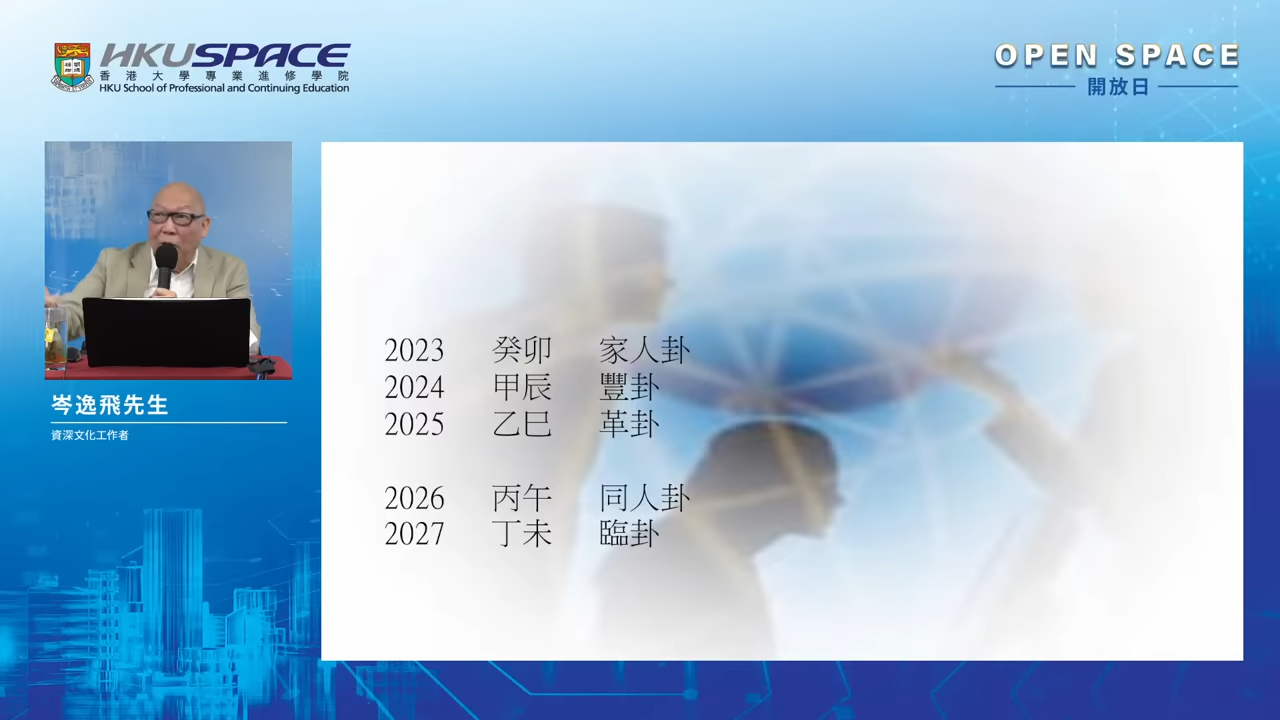 HKUSPACE
香港大學專業進修學院
HKU School of Professional and Continuing Education
OPEN SPACE
開放日
岑逸飛先生
資深文化工作者
2023 癸卯 家人卦
2024 甲辰 豐卦
2025 乙巳 革卦
2026 丙午 同人卦
2027 丁未 臨卦